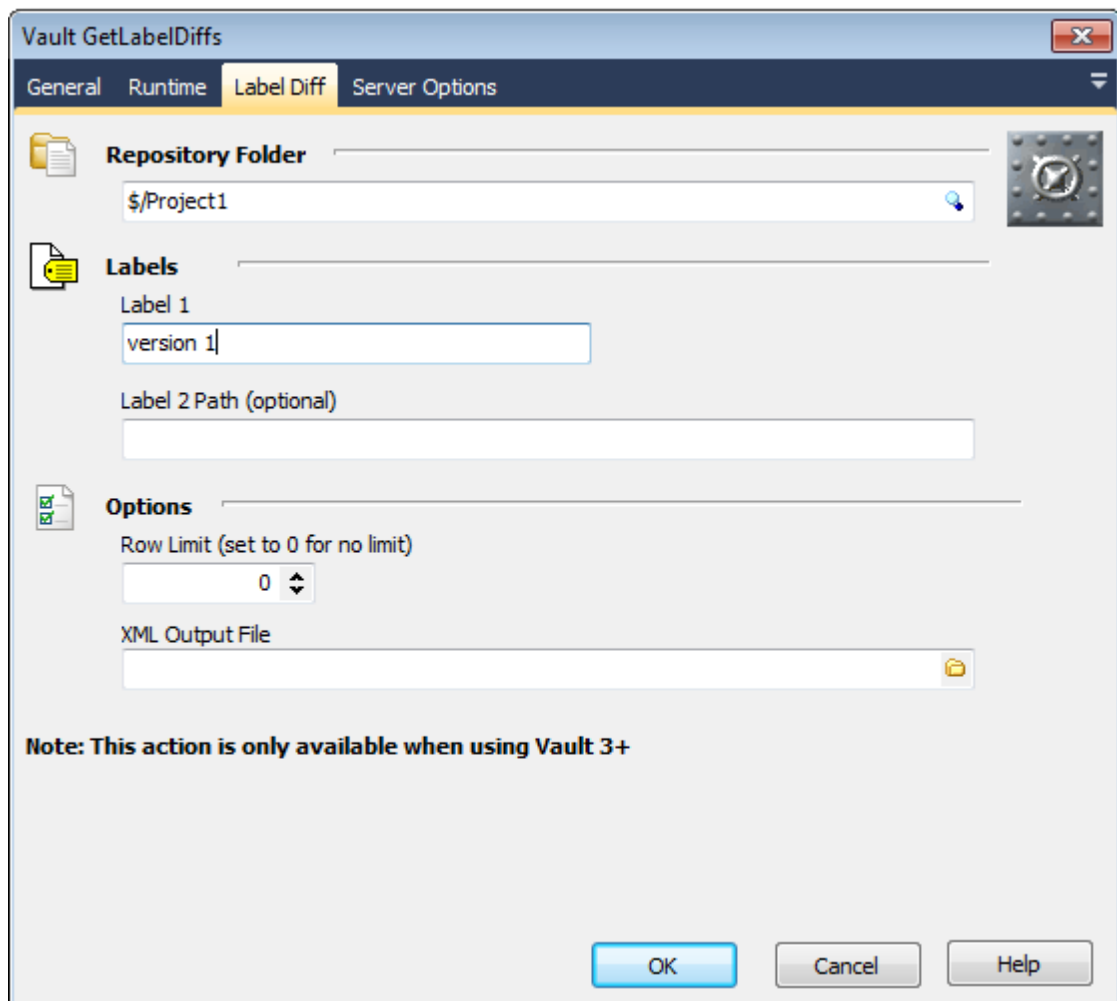 Vault GetLabelDiffs
General Runtime Label Diff Server Options
Repository Folder
$/Project1
Labels
Label 1
version 1
Label 2 Path (optional)
Options
Row Limit (set to 0 for no limit)
0
XML Output File
Note: This action is only available when using Vault 3+
OK Cancel Help